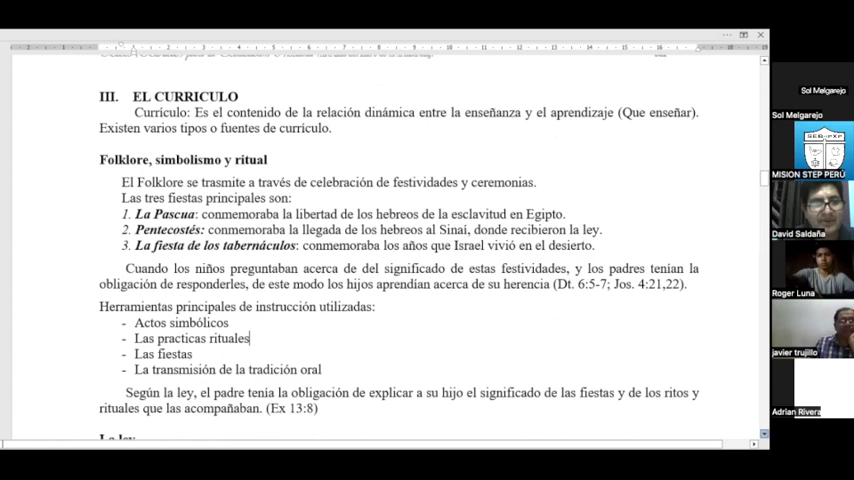 III. EL CURRICULO
Currículo: Es el contenido de la relación dinámica entre la enseñanza y el aprendizaje (Que enseñar).
Existen varios tipos o fuentes de currículo.
Folklore, simbolismo y ritual
El Folklore se trasmite a través de celebración de festividades y ceremonias.
Las tres fiestas principales son:
1. La Pascua: conmemoraba la libertad de los hebreos de la esclavitud en Egipto.
2. Pentecostés: conmemoraba la llegada de los hebreos al Sinaí, donde recibieron la ley.
3. La fiesta de los tabernáculos: conmemoraba los años que Israel vivió en el desierto.
Cuando los niños preguntaban acerca de del significado de estas festividades, y los padres tenían la
obligación de responderles, de este modo los hijos aprendían acerca de su herencia (Dt. 6:5-7; Jos. 4:21,22).
Herramientas principales de instrucción utilizadas:
- Actos simbólicos
- Las practicas rituales
- Las fiestas
- La transmisión de la tradición oral
Según la ley, el padre tenía la obligación de explicar a su hijo el significado de las fiestas y de los ritos y
rituales que las acompañaban. (Ex 13:8)
La ley
Sol Melgarejo
Sol Melgarejo
MISION STEP PERÚ
David Saldaña
Roger Luna
javier trujillo
Adrian Rivera